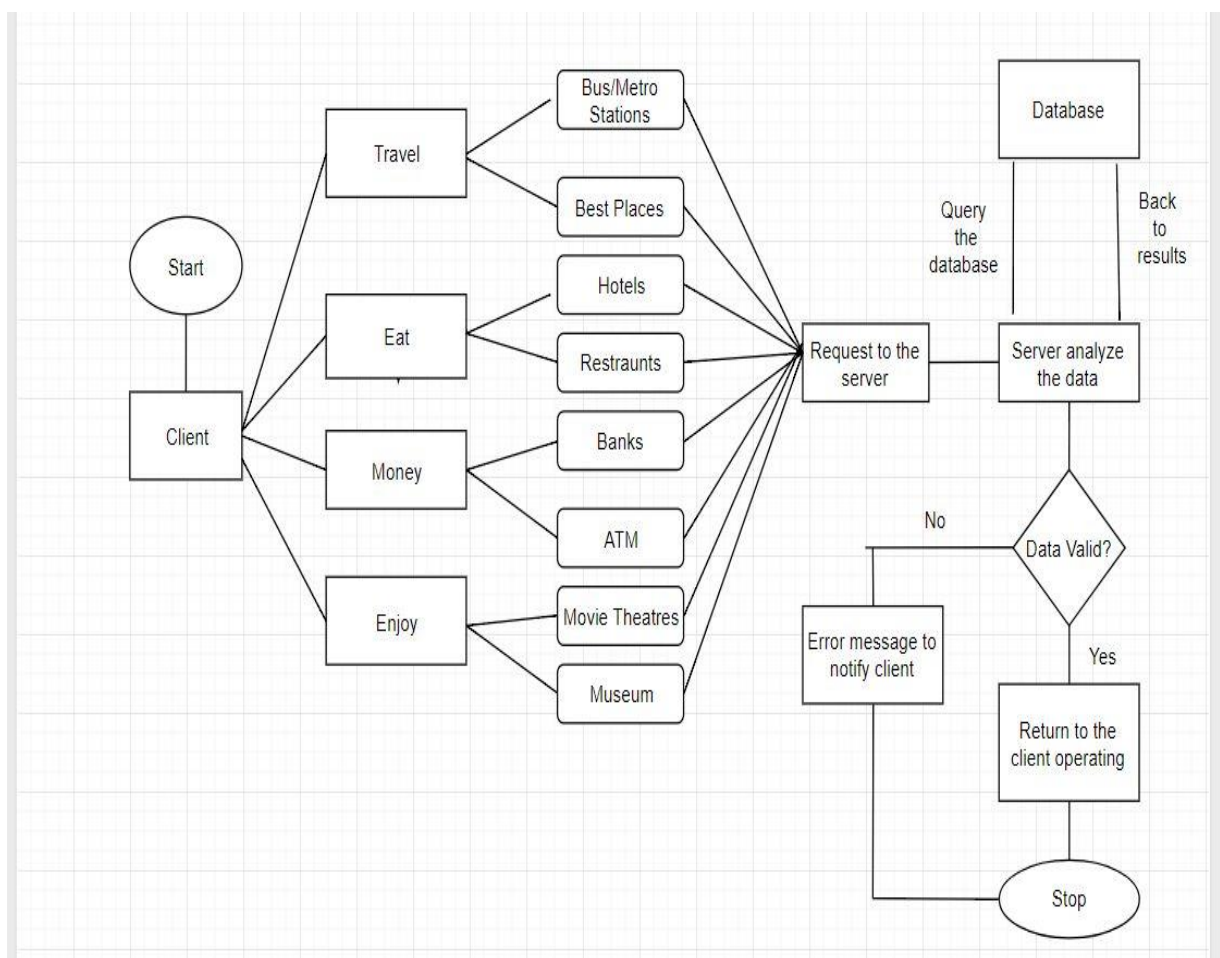 Start
Client
Travel
Eat
Money
Enjoy
Bus/Metro
Stations
Best Places
Hotels
Restraunts
Banks
ATM
Movie Theatres
Museum
Request to the
server
Database
Query
the
database
Back
to
results
Server analyze
the data
Data Valid?
No
Error message to
notify client
Yes
Return to the
client operating
Stop